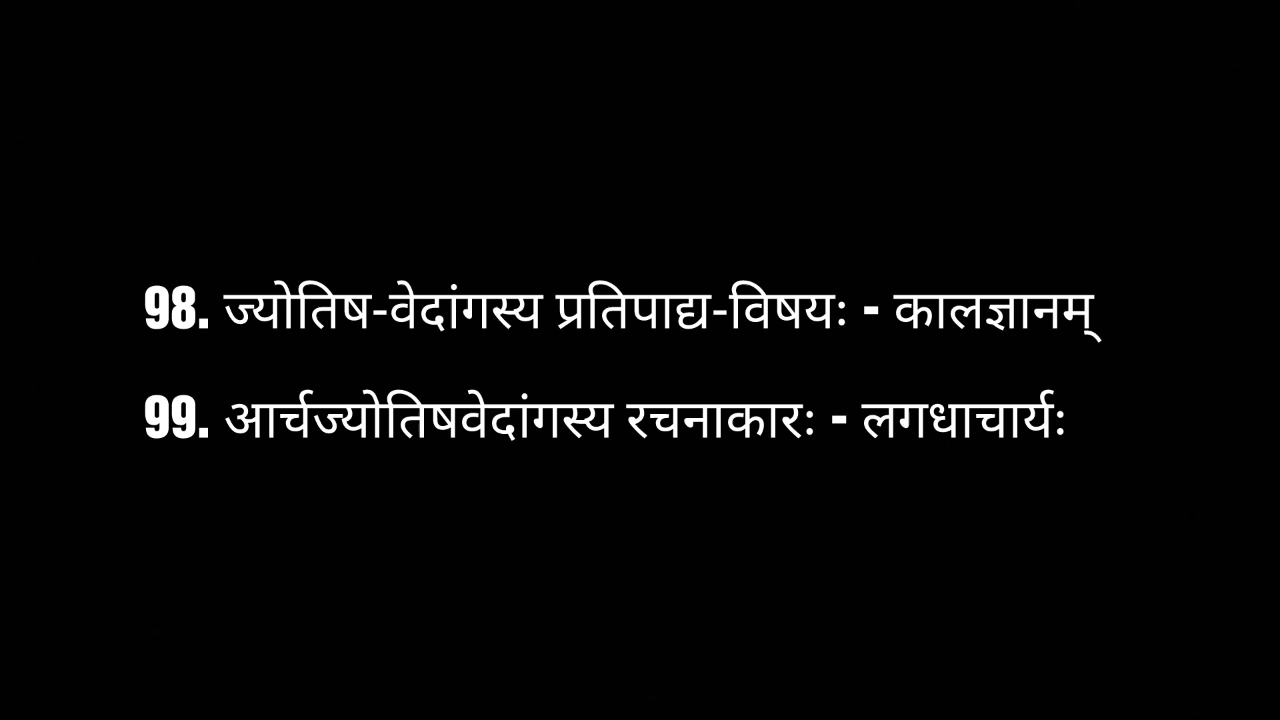 98. ज्योतिष-वेदांगस्य प्रतिपाद्य-विषयः - कालज्ञानम्
99. आर्चज्योतिषवेदांगस्य रचनाकारः - लगधाचार्यः